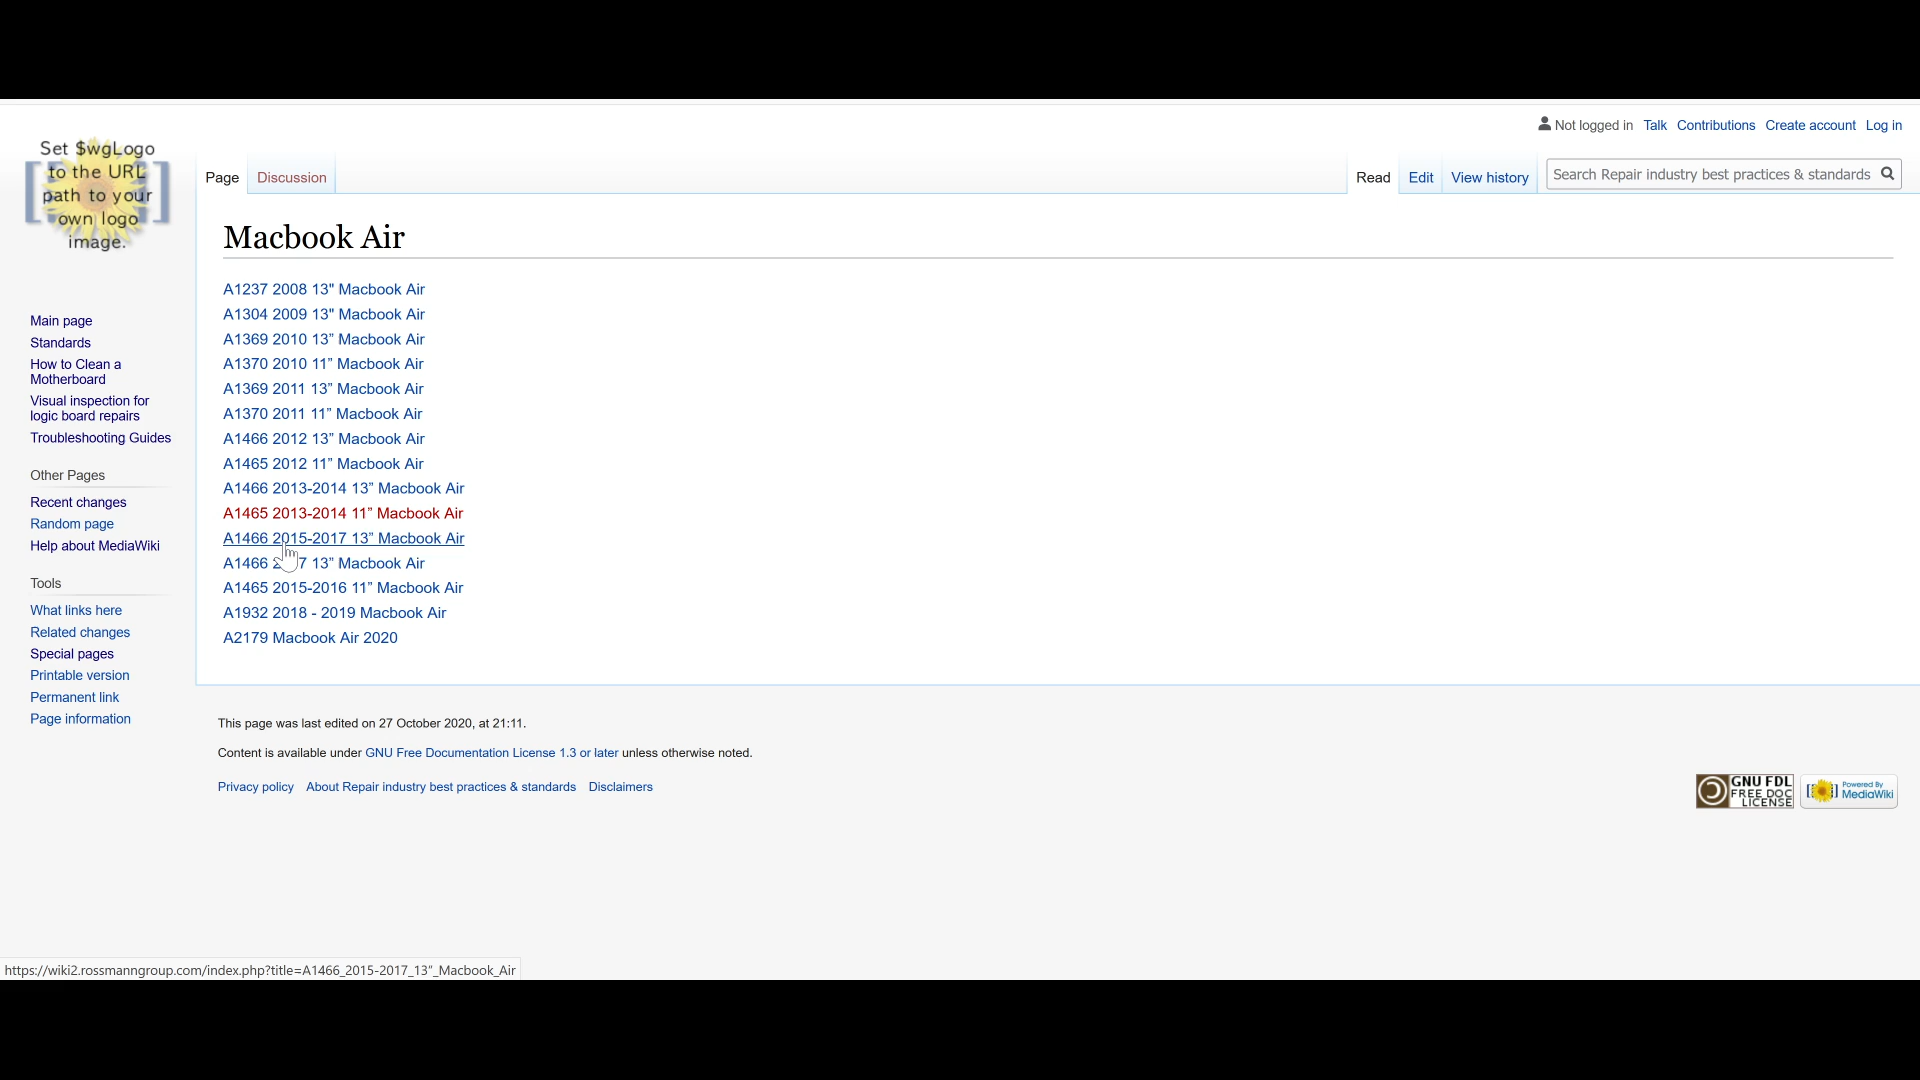 Not logged in Talk Contributions Create account Log in
Set $wgLogo
to the URL
path to your
own logo
image.
Page Discussion Read Edit View history Search Repair industry best practices & standards
Macbook Air
A1237 2008 13" Macbook Air
A1304 2009 13" Macbook Air
A1369 2010 13” Macbook Air
A1370 2010 11” Macbook Air
A1369 2011 13” Macbook Air
A1370 2011 11” Macbook Air
A1466 2012 13” Macbook Air
A1465 2012 11” Macbook Air
A1466 2013-2014 13” Macbook Air
A1465 2013-2014 11” Macbook Air
A1466 2015-2017 13” Macbook Air
A1466 13” Macbook Air
A1465 2015-2016 11” Macbook Air
A1932 2018 - 2019 Macbook Air
A2179 Macbook Air 2020
Main page
Standards
How to Clean a
Motherboard
Visual inspection for
logic board repairs
Troubleshooting Guides
Other Pages
Recent changes
Random page
Help about MediaWiki
Tools
What links here
Related changes
Special pages
Printable version
Permanent link
Page information
This page was last edited on 27 October 2020, at 21:11.
Content is available under GNU Free Documentation License 1.3 or later unless otherwise noted.
Privacy policy About Repair industry best practices & standards Disclaimers
GNU FDL
FREE DOC
LICENSE
Powered By
MediaWiki
https://wiki2.rossmanngroup.com/index.php?title=A1466_2015-2017_13”_Macbook_Air